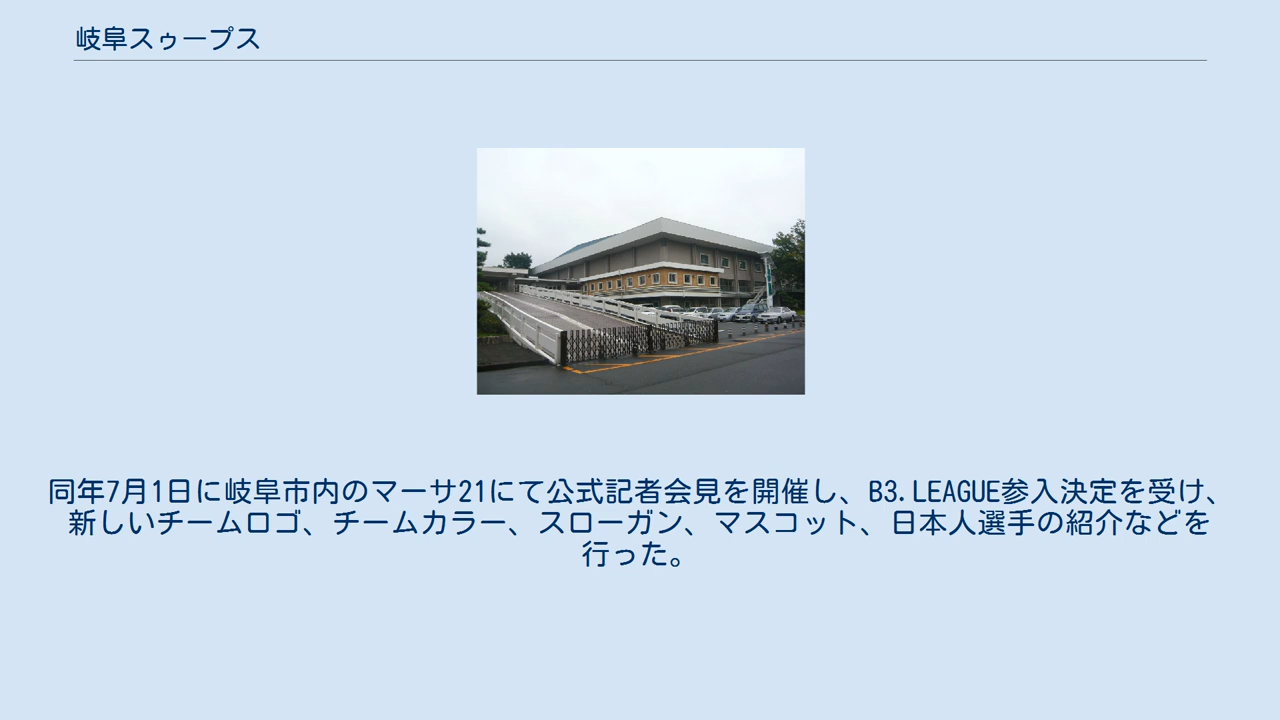 岐阜スゥープス
同年7月1日に岐阜市内のマーサ21にて公式記者会見を開催し、B3.LEAGUE参入決定を受け、
新しいチームロゴ、チームカラー、スローガン、マスコット、日本人選手の紹介などを
行った。